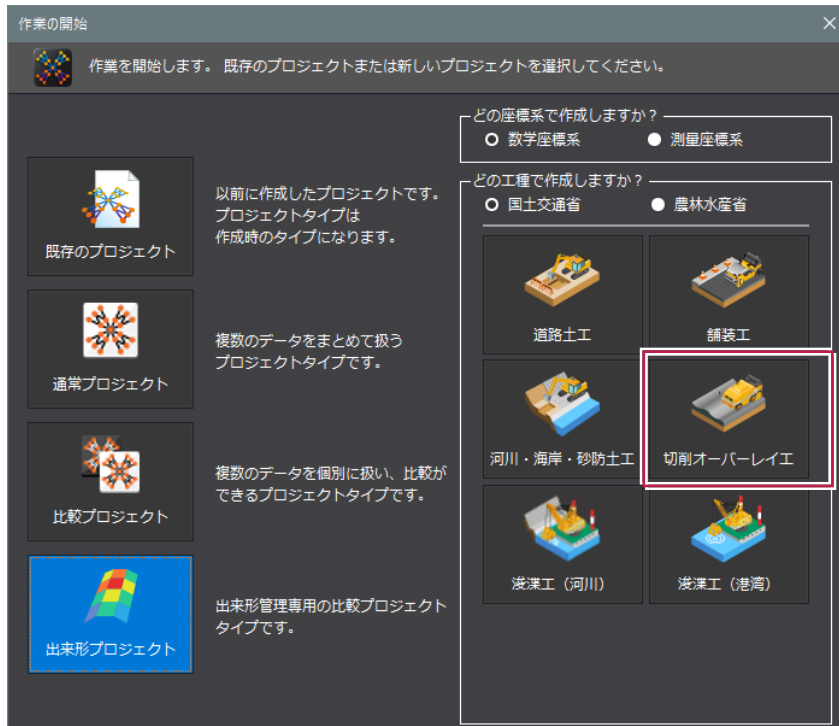 作業の開始
作業を開始します。 既存のプロジェクトまたは新しいプロジェクトを選択してください。
既存のプロジェクト
以前に作成したプロジェクトです。
プロジェクトタイプは
作成時のタイプになります。
通常プロジェクト
複数のデータをまとめて扱う
プロジェクトタイプです。
比較プロジェクト
複数のデータを個別に扱い、比較が
できるプロジェクトタイプです。
出来形プロジェクト
出来形管理専用の比較プロジェクト
タイプです。
どの座標系で作成しますか？
数学座標系
測量座標系
どの工種で作成しますか？
国土交通省
農林水産省
道路土工
舗装工
河川・海岸・砂防土工
切削オーバーレイ工
浚渫工（河川）
浚渫工（港湾）